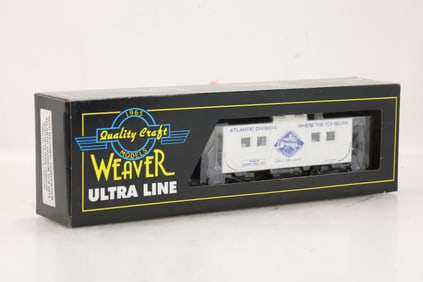 1965
Quality Craft
MODELS
WEAVER
ULTRA LINE
ATLANTIC DIVISION
WHERE THE TCA BEGAN